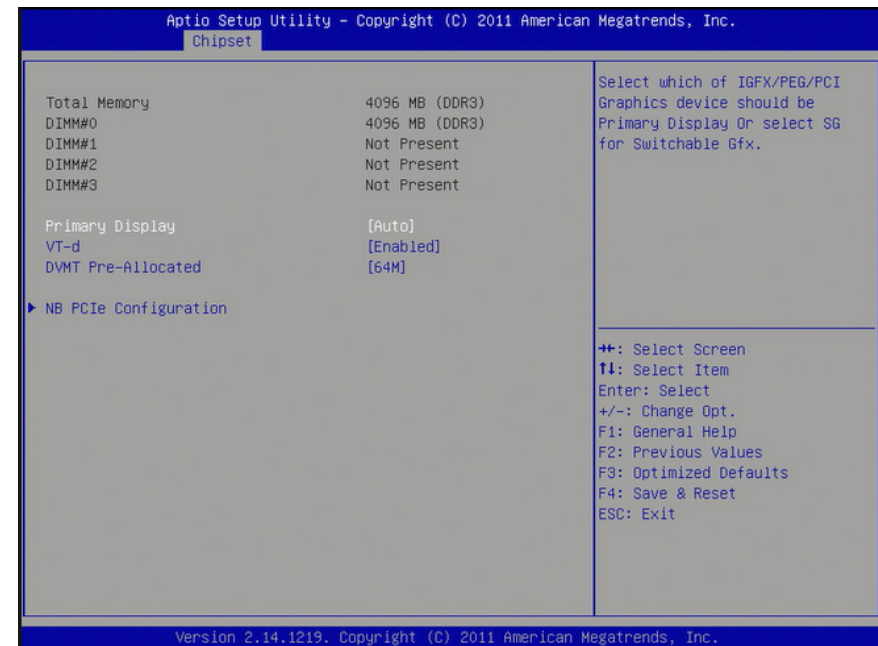 Aptio Setup Utility – Copyright (C) 2011 American Megatrends, Inc.
Chipset
Total Memory 4096 MB (DDR3)
DIMM#0 4096 MB (DDR3)
DIMM#1 Not Present
DIMM#2 Not Present
DIMM#3 Not Present
Primary Display [Auto]
VT-d [Enabled]
DVMT Pre-Allocated [64M]
NB PCIe Configuration
Select which of IGFX/PEG/PCI
Graphics device should be
Primary Display Or select SG
for Switchable Gfx.
→←: Select Screen
↑↓: Select Item
Enter: Select
+/-: Change Opt.
F1: General Help
F2: Previous Values
F3: Optimized Defaults
F4: Save & Reset
ESC: Exit
Version 2.14.1219. Copyright (C) 2011 American Megatrends, Inc.